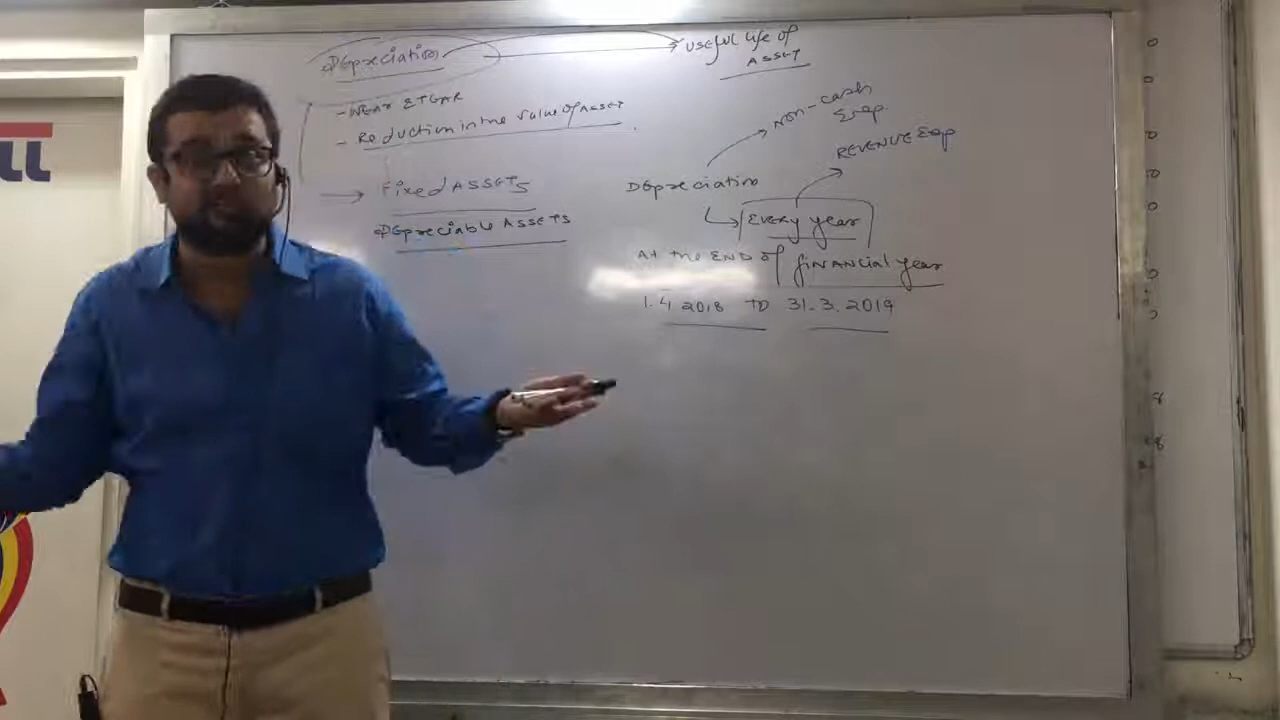 Depreciation
USEFUL life of
ASSET
- WEAR & TEAR
- Reduction in the value of ASSET
Fixed ASSETS
DEpreciable ASSETS
Non-cash
Exp.
REVENUE Exp
DEpreciation
EVERY year
At the END of financial year
1.4 2018 TO 31.3.2019